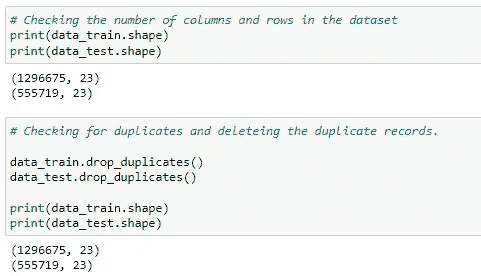 # Checking the number of columns and rows in the dataset
print(data_train.shape)
print(data_test.shape)
(1296675, 23)
(555719, 23)
# Checking for duplicates and deleteing the duplicate records.
data_train.drop_duplicates()
data_test.drop_duplicates()
print(data_train.shape)
print(data_test.shape)
(1296675, 23)
(555719, 23)